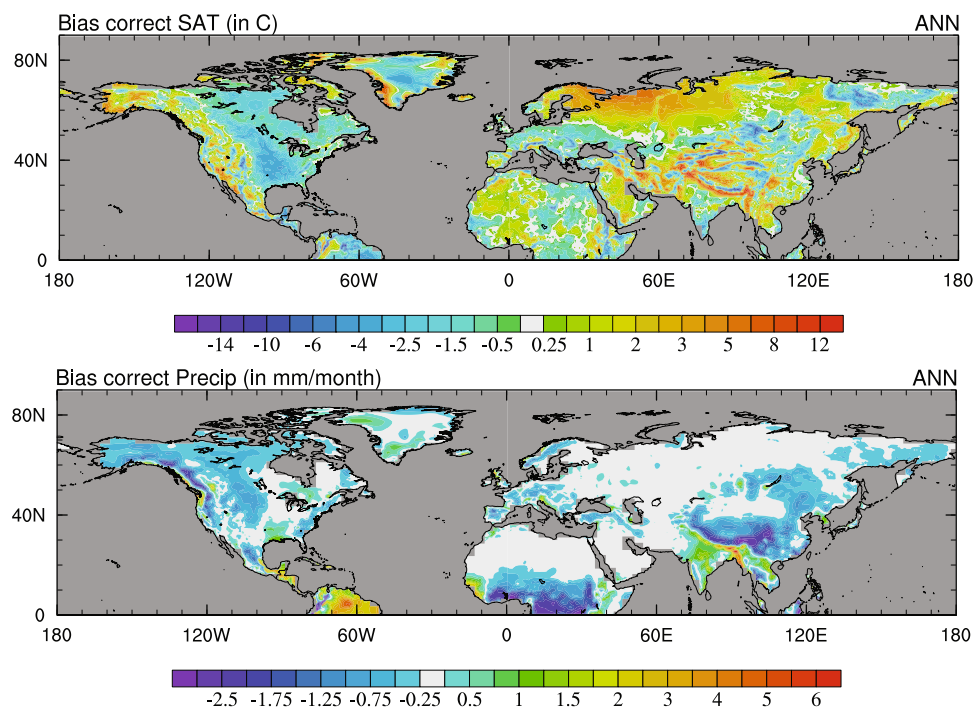 Bias correct SAT (in C) ANN
80N
40N
0
180 120W 60W 0 60E 120E 180
-14 -10 -6 -4 -2.5 -1.5 -0.5 0.25 1 2 3 5 8 12
Bias correct Precip (in mm/month) ANN
80N
40N
0
180 120W 60W 0 60E 120E 180
-2.5 -1.75 -1.25 -0.75 -0.25 0.5 1 1.5 2 3 4 5 6